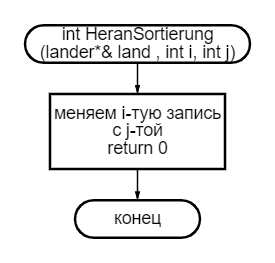 int HeranSortierung
(lander*& land , int i, int j)
меняем i-тую запись
с j-той
return 0
конец